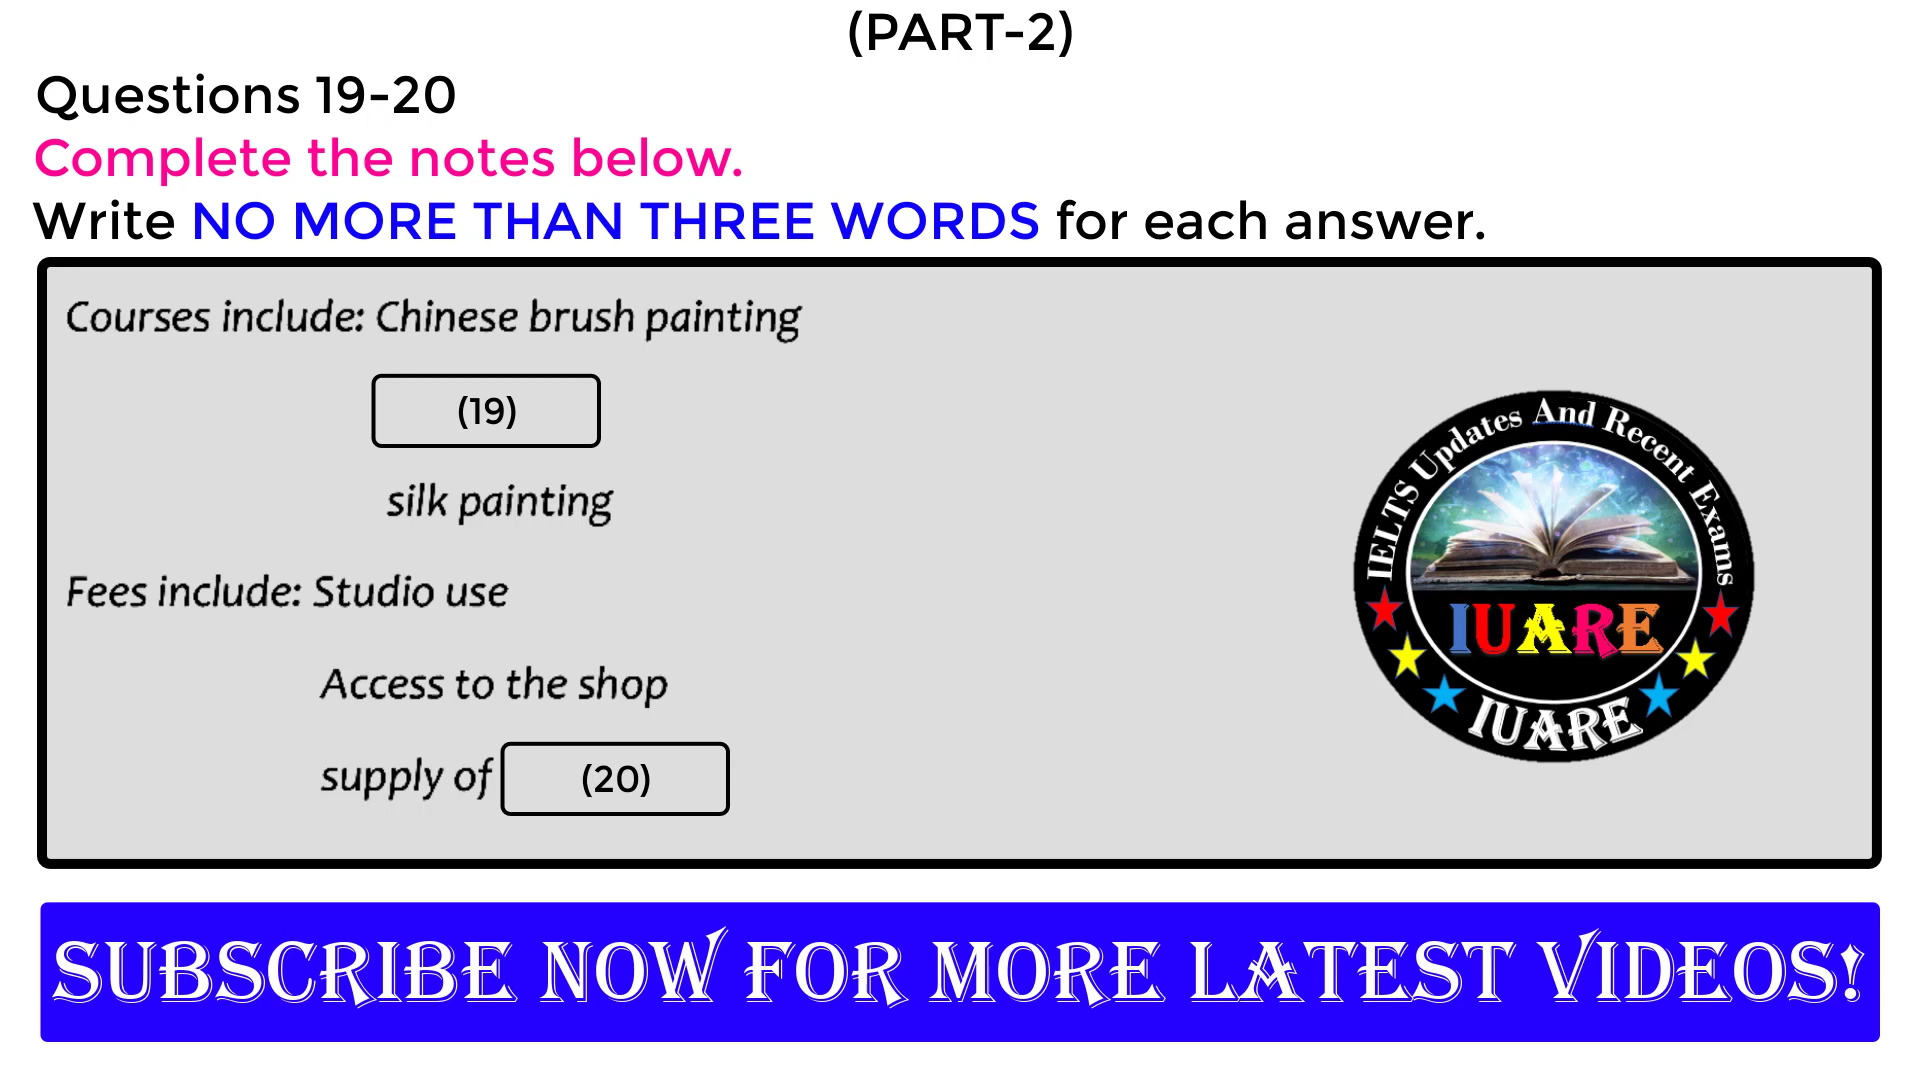 (PART-2)
Questions 19-20
Complete the notes below.
Write NO MORE THAN THREE WORDS for each answer.
Courses include: Chinese brush painting
(19)
silk painting
Fees include: Studio use
Access to the shop
supply of (20)
IELTS Updates And Recent Exams
IUARE
IUARE
SUBSCRIBE NOW FOR MORE LATEST VIDEOS!